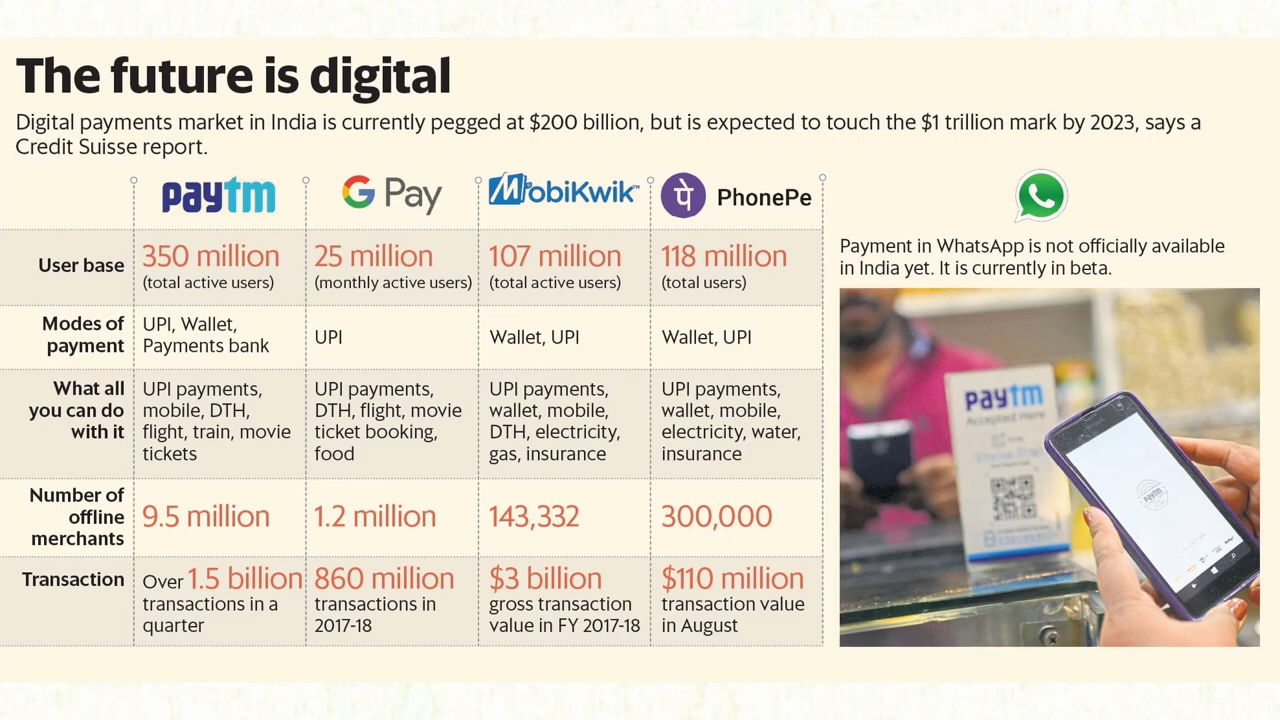 The future is digital
Digital payments market in India is currently pegged at $200 billion, but is expected to touch the $1 trillion mark by 2023, says a
Credit Suisse report.
paytm
G Pay
MobiKwik™
पे PhonePe
User base
350 million
(total active users)
25 million
(monthly active users)
107 million
(total active users)
118 million
(total users)
Modes of
payment
UPI, Wallet,
Payments bank
UPI
Wallet, UPI
Wallet, UPI
What all
you can do
with it
UPI payments,
mobile, DTH,
flight, train, movie
tickets
UPI payments,
DTH, flight, movie
ticket booking,
food
UPI payments,
wallet, mobile,
DTH, electricity,
gas, insurance
UPI payments,
wallet, mobile,
electricity, water,
insurance
Number of
offline
merchants
9.5 million
1.2 million
143,332
300,000
Transaction
Over 1.5 billion
transactions in a
quarter
860 million
transactions in
2017-18
$3 billion
gross transaction
value in FY 2017-18
$110 million
transaction value
in August
Payment in WhatsApp is not officially available
in India yet. It is currently in beta.
paytm
Accepted Here
paytm